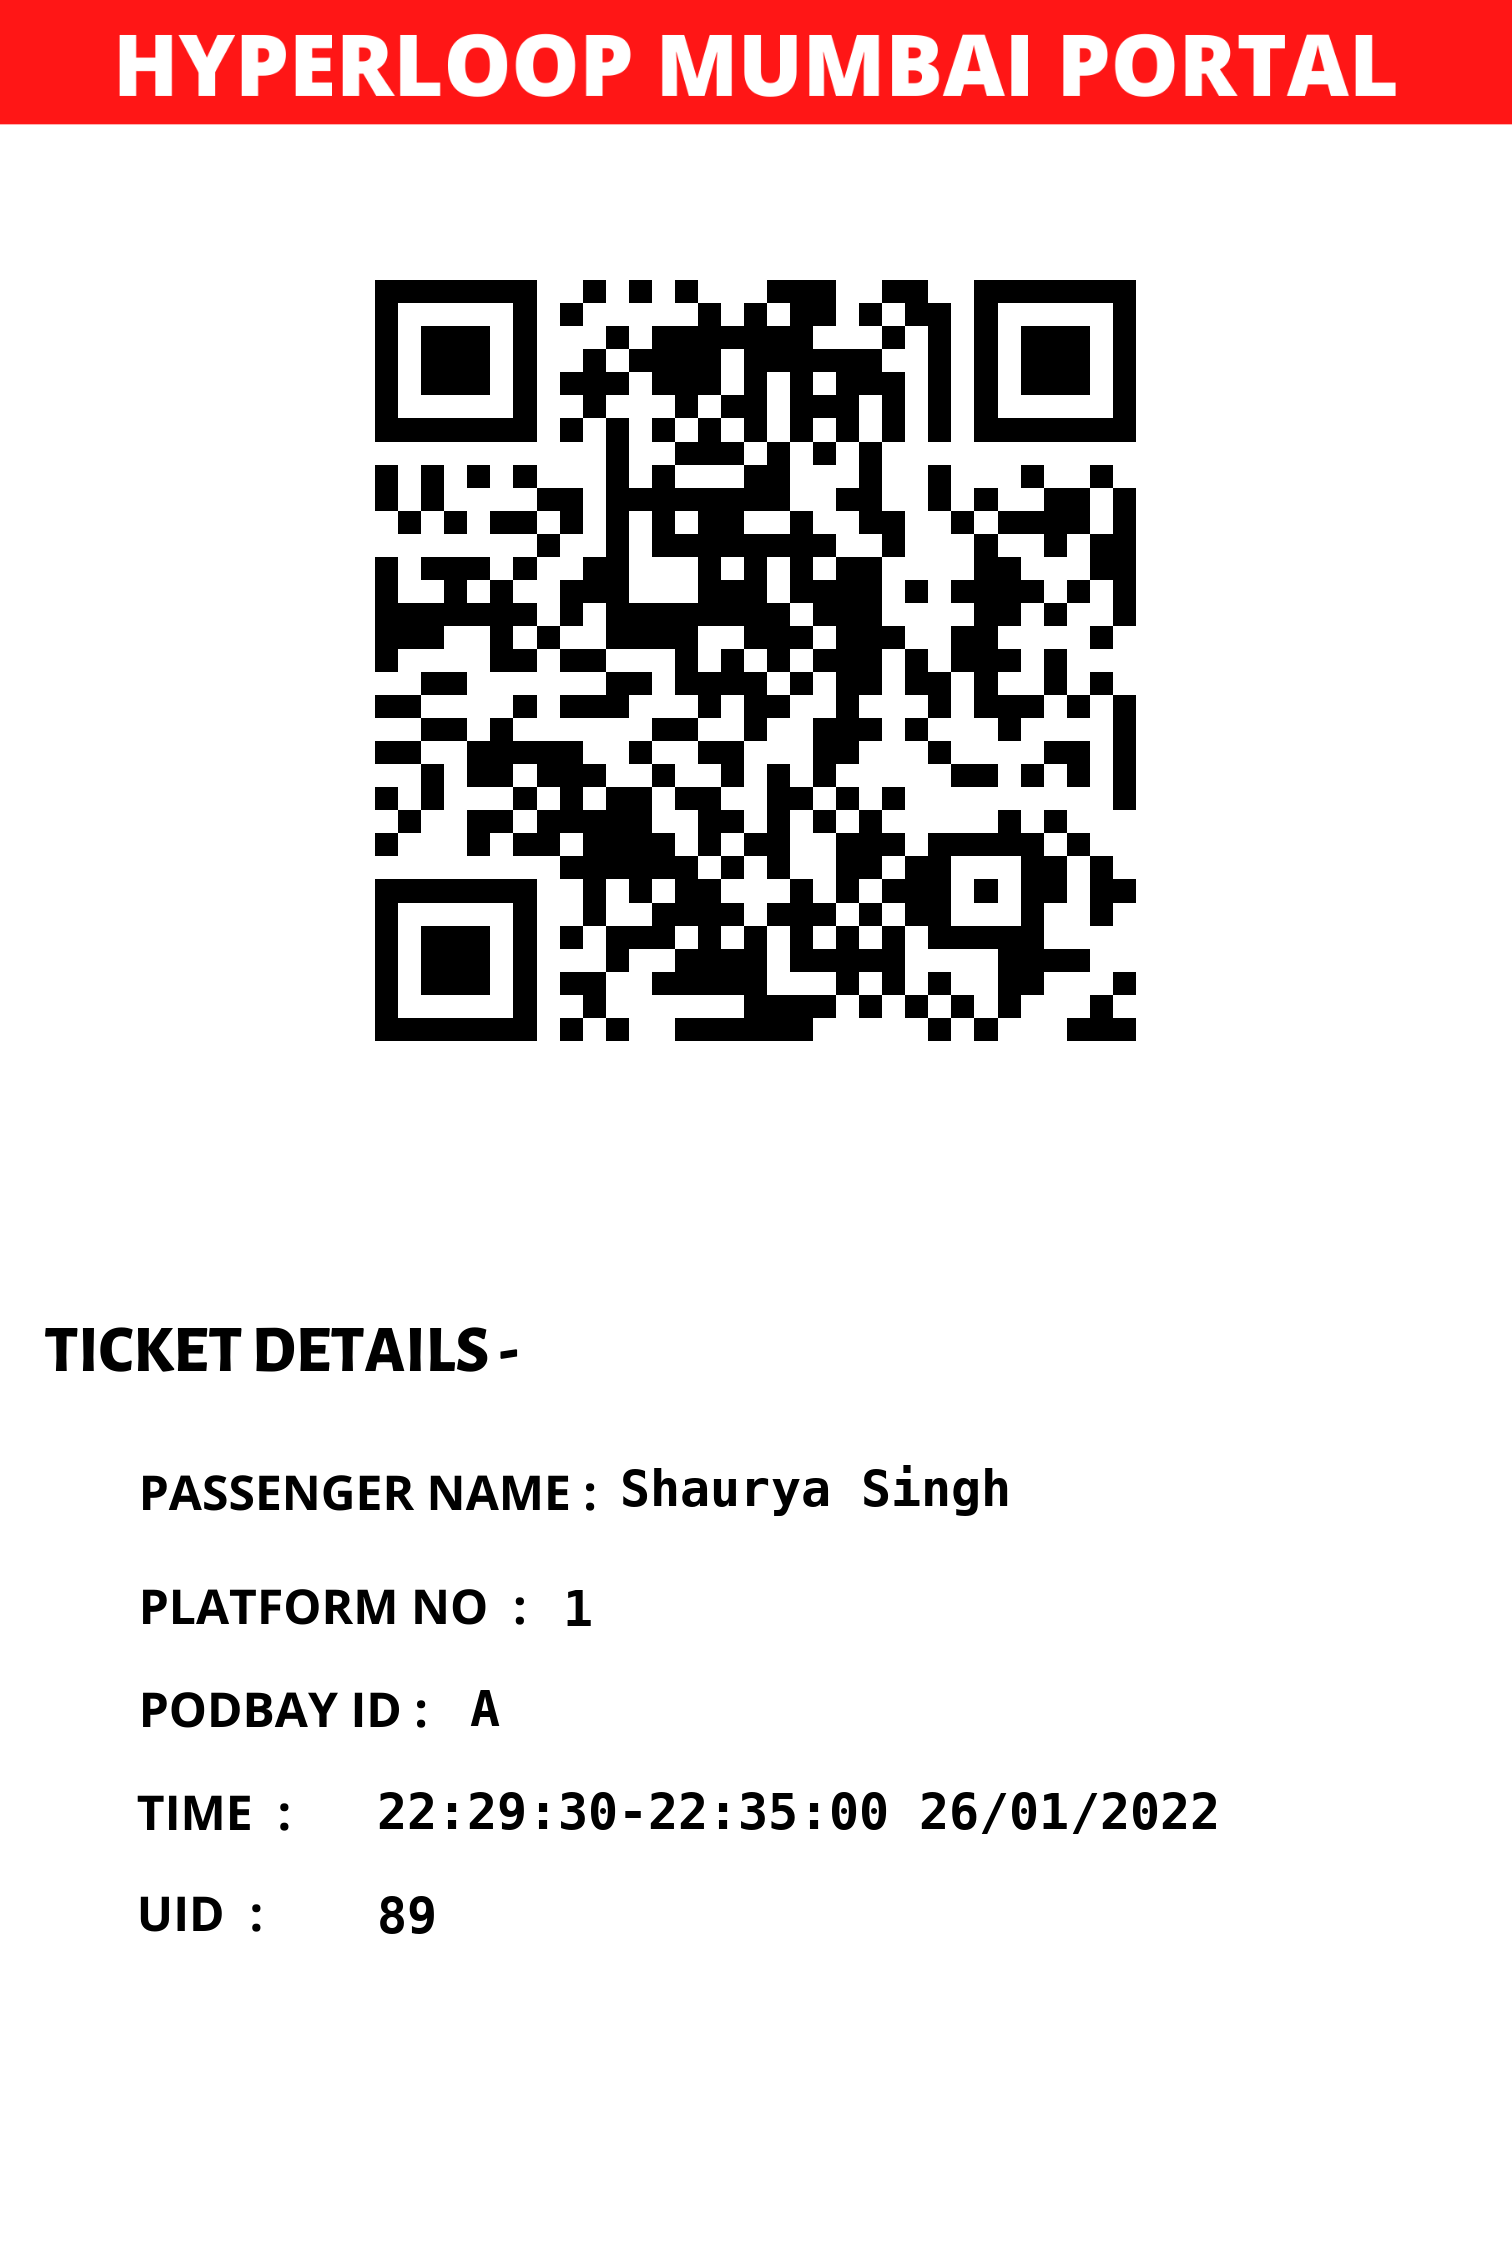 HYPERLOOP MUMBAI PORTAL
TICKET DETAILS -
PASSENGER NAME : Shaurya Singh
PLATFORM NO : 1
PODBAY ID : A
TIME : 22:29:30-22:35:00 26/01/2022
UID : 89